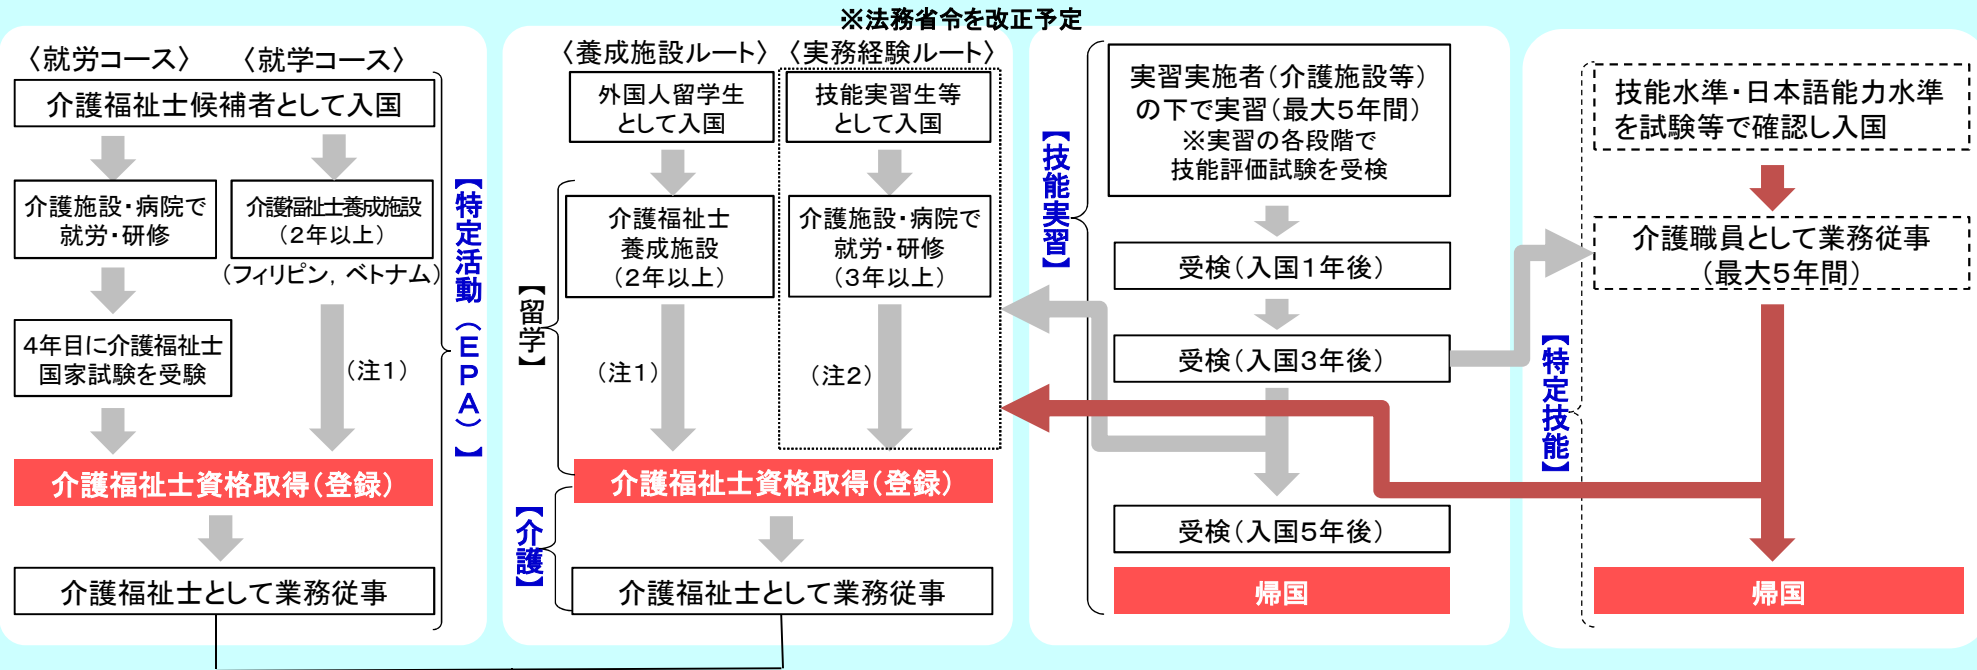 ※法務省令を改正予定
〈就労コース〉
〈就学コース〉
介護福祉士候補者として入国
介護施設・病院で
就労・研修
介護福祉士養成施設
（２年以上）
（フィリピン，ベトナム）
４年目に介護福祉士
国家試験を受験
（注１）
介護福祉士資格取得（登録）
介護福祉士として業務従事
【特定活動（ＥＰＡ）】
〈養成施設ルート〉
〈実務経験ルート〉
外国人留学生
として入国
技能実習生等
として入国
介護福祉士
養成施設
（２年以上）
介護施設・病院で
就労・研修
（３年以上）
【留学】
（注１）
（注２）
介護福祉士資格取得（登録）
【介護】
介護福祉士として業務従事
【技能実習】
実習実施者（介護施設等）
の下で実習（最大５年間）
※実習の各段階で
技能評価試験を受検
受検（入国１年後）
受検（入国３年後）
受検（入国５年後）
帰国
【特定技能】
技能水準・日本語能力水準
を試験等で確認し入国
介護職員として業務従事
（最大５年間）
帰国